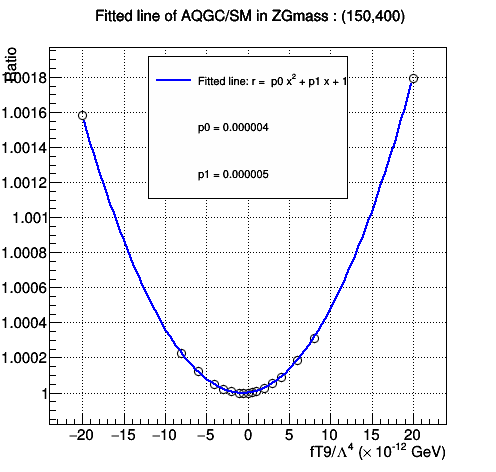 Fitted line of AQGC/SM in ZGmass : (150,400)
Ratio
Fitted line: r = p0 x² + p1 x + 1
p0 = 0.000004
p1 = 0.000005
1.0018
1.0016
1.0014
1.0012
1.001
1.0008
1.0006
1.0004
1.0002
1
−20 −15 −10 −5 0 5 10 15 20
fT9/Λ⁴ (× 10⁻¹² GeV)